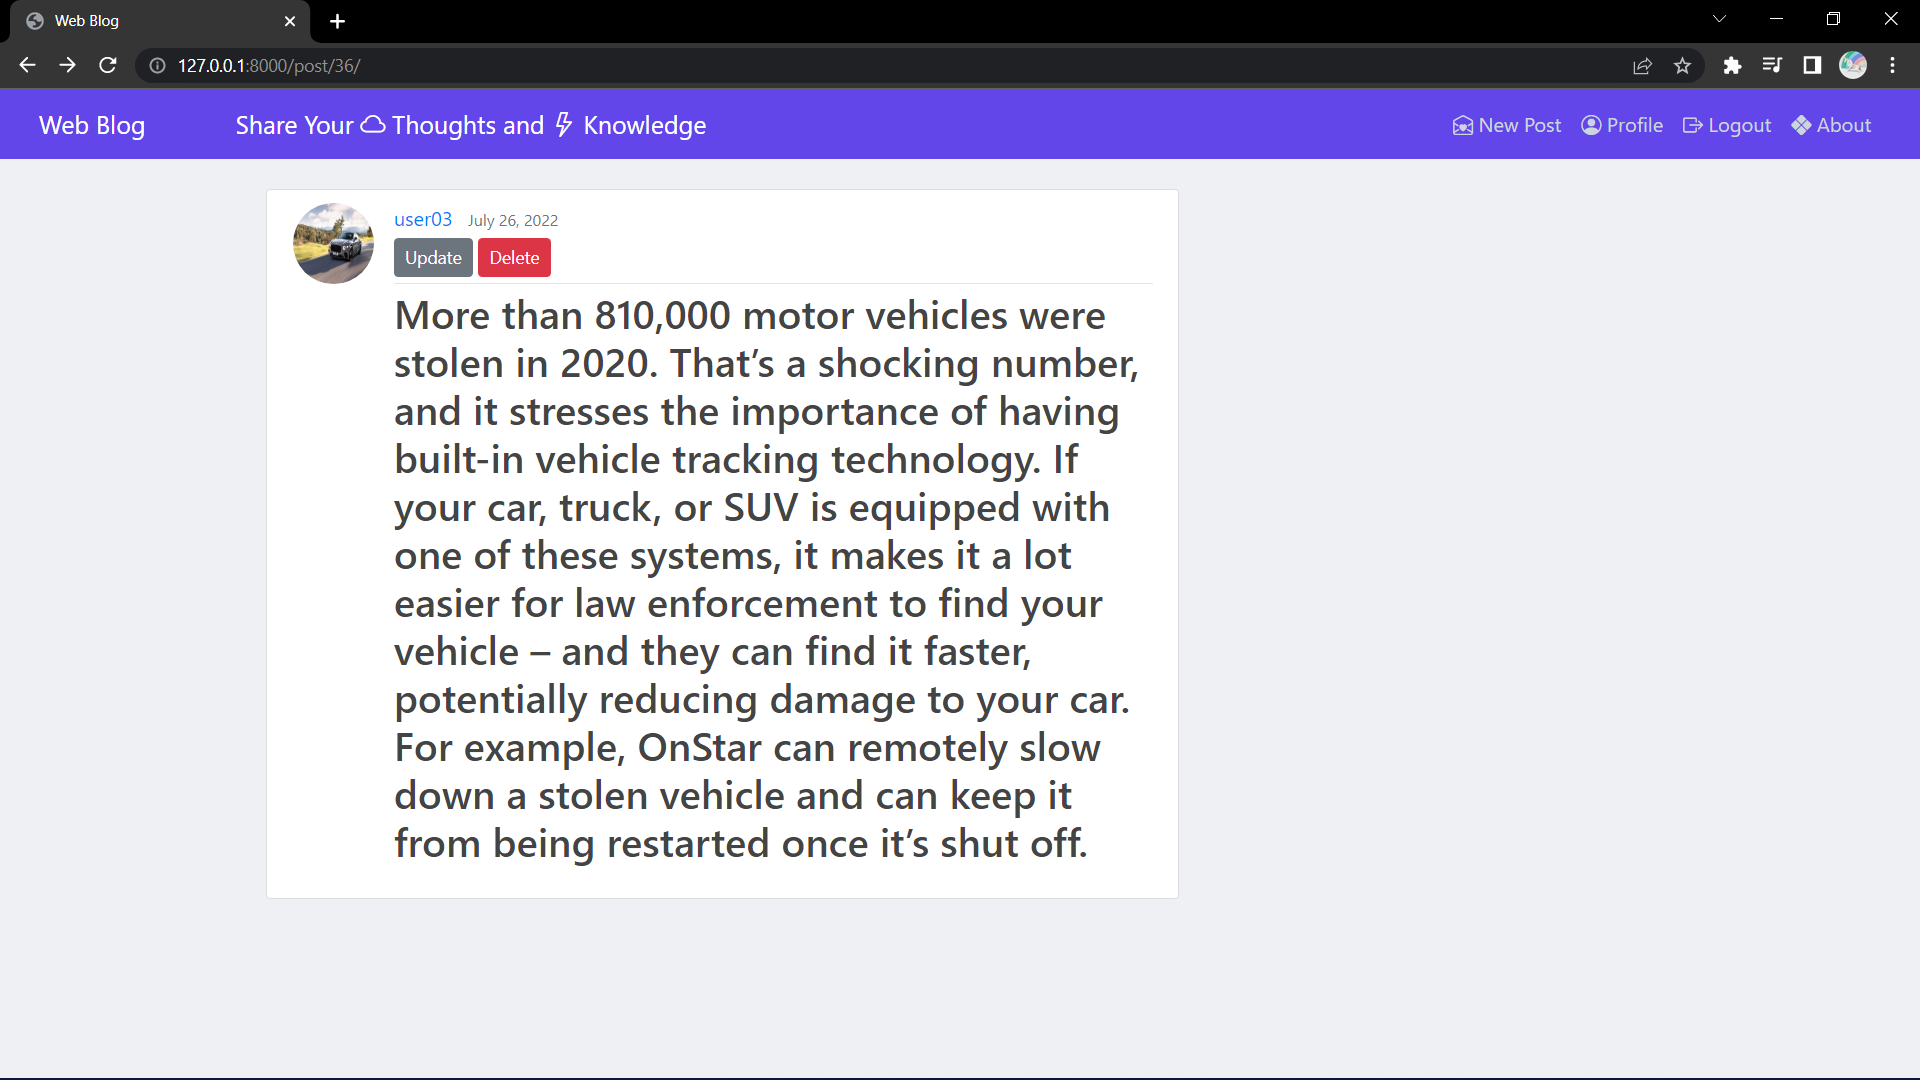 Web Blog
127.0.0.1:8000/post/36/
Web Blog Share Your Thoughts and Knowledge New Post Profile Logout About
user03 July 26, 2022
Update Delete
More than 810,000 motor vehicles were
stolen in 2020. That’s a shocking number,
and it stresses the importance of having
built-in vehicle tracking technology. If
your car, truck, or SUV is equipped with
one of these systems, it makes it a lot
easier for law enforcement to find your
vehicle – and they can find it faster,
potentially reducing damage to your car.
For example, OnStar can remotely slow
down a stolen vehicle and can keep it
from being restarted once it’s shut off.